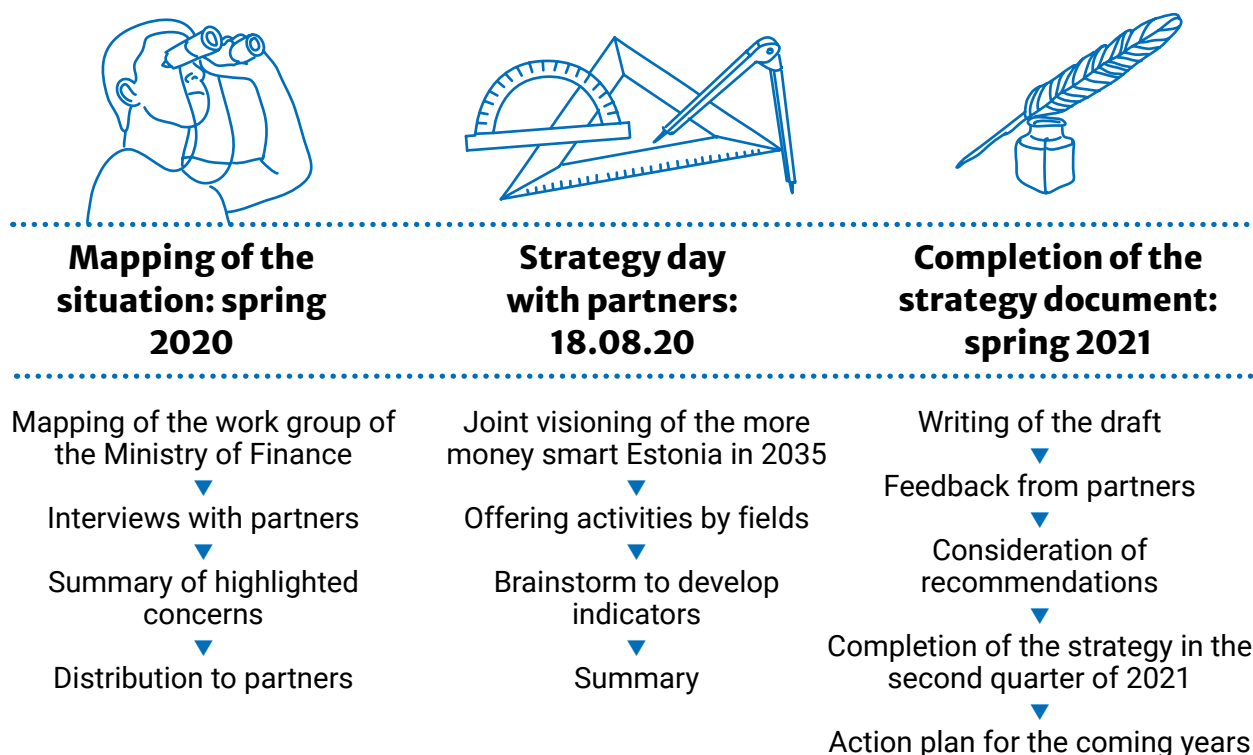 Mapping of the
situation: spring
2020
Strategy day
with partners:
18.08.20
Completion of the
strategy document:
spring 2021
Mapping of the work group of
the Ministry of Finance
Interviews with partners
Summary of highlighted
concerns
Distribution to partners
Joint visioning of the more
money smart Estonia in 2035
Offering activities by fields
Brainstorm to develop
indicators
Summary
Writing of the draft
Feedback from partners
Consideration of
recommendations
Completion of the strategy in the
second quarter of 2021
Action plan for the coming years